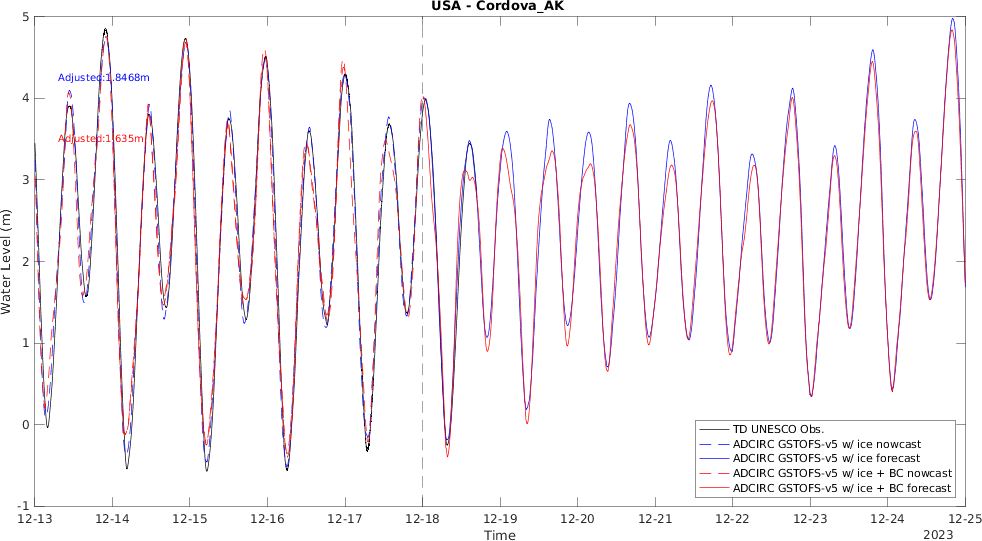 USA - Cordova_AK
5
4
3
2
1
0
-1
Water Level (m)
Adjusted:1.8468m
Adjusted:1.635m
TD UNESCO Obs.
ADCIRC GSTOFS-v5 w/ ice nowcast
ADCIRC GSTOFS-v5 w/ ice forecast
ADCIRC GSTOFS-v5 w/ ice + BC nowcast
ADCIRC GSTOFS-v5 w/ ice + BC forecast
12-13 12-14 12-15 12-16 12-17 12-18 12-19 12-20 12-21 12-22 12-23 12-24 12-25
Time
2023